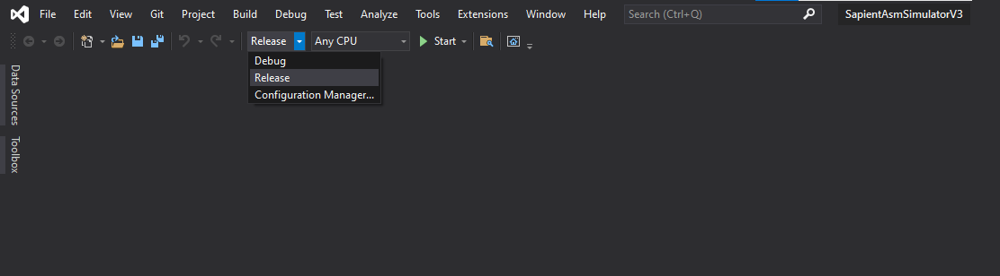 File Edit View Git Project Build Debug Test Analyze Tools Extensions Window Help Search (Ctrl+Q) SapientAsmSimulatorV3
Release Any CPU Start
Debug
Release
Configuration Manager...
Data Sources
Toolbox